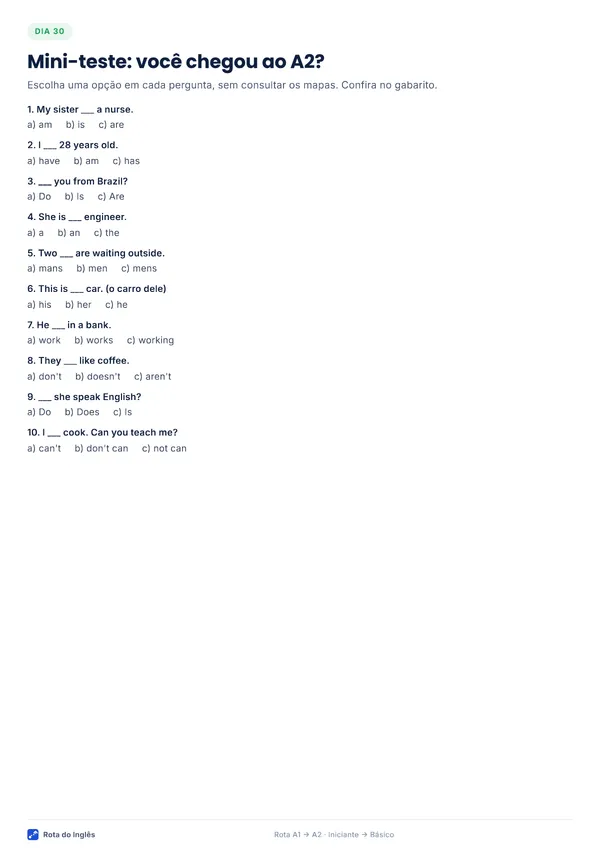 DIA 30
Mini-teste: você chegou ao A2?
Escolha uma opção em cada pergunta, sem consultar os mapas. Confira no gabarito.
1. My sister ___ a nurse.
a) am b) is c) are
2. I ___ 28 years old.
a) have b) am c) has
3. ___ you from Brazil?
a) Do b) Is c) Are
4. She is ___ engineer.
a) a b) an c) the
5. Two ___ are waiting outside.
a) mans b) men c) mens
6. This is ___ car. (o carro dele)
a) his b) her c) he
7. He ___ in a bank.
a) work b) works c) working
8. They ___ like coffee.
a) don't b) doesn't c) aren't
9. ___ she speak English?
a) Do b) Does c) Is
10. I ___ cook. Can you teach me?
a) can't b) don't can c) not can
Rota do Inglês
Rota A1 → A2 · Iniciante → Básico